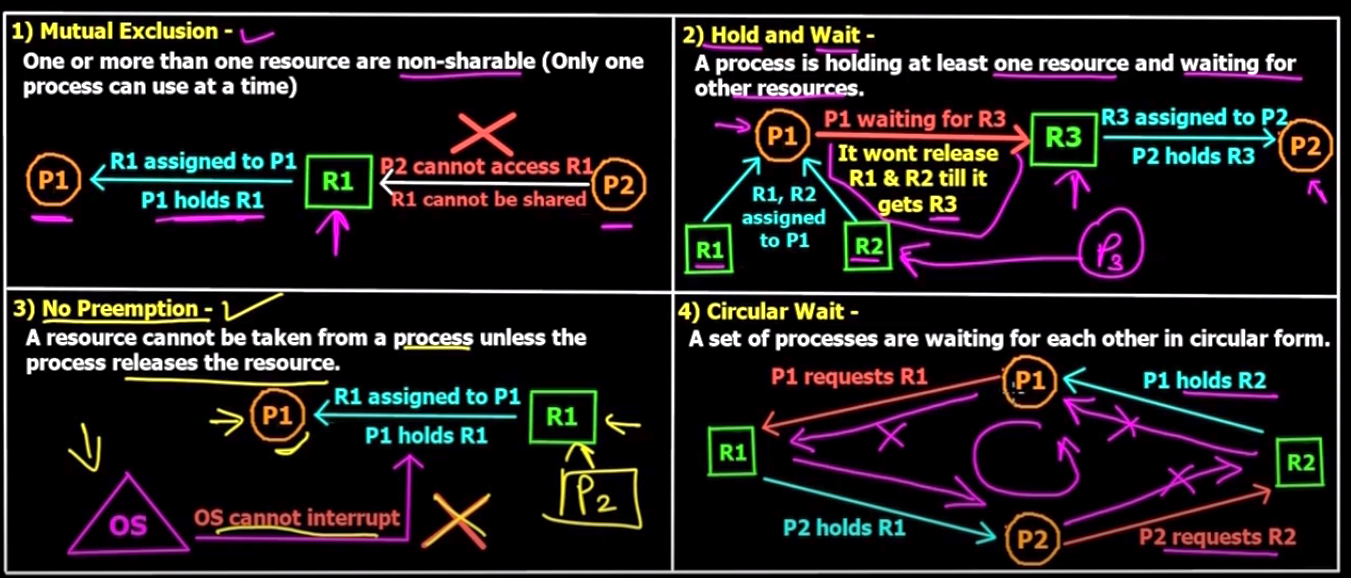 1) Mutual Exclusion -
One or more than one resource are non-sharable (Only one
process can use at a time)
P1
R1 assigned to P1
P1 holds R1
R1
P2 cannot access R1
R1 cannot be shared
P2
2) Hold and Wait -
A process is holding at least one resource and waiting for
other resources.
P1
P1 waiting for R3
R3
R3 assigned to P2
P2 holds R3
P2
It wont release
R1 & R2 till it
gets R3
R1, R2
assigned
to P1
R1
R2
P3
3) No Preemption -
A resource cannot be taken from a process unless the
process releases the resource.
P1
R1 assigned to P1
P1 holds R1
R1
P2
OS
OS cannot interrupt
4) Circular Wait -
A set of processes are waiting for each other in circular form.
P1 requests R1
P1
P1 holds R2
R1
R2
P2 holds R1
P2
P2 requests R2